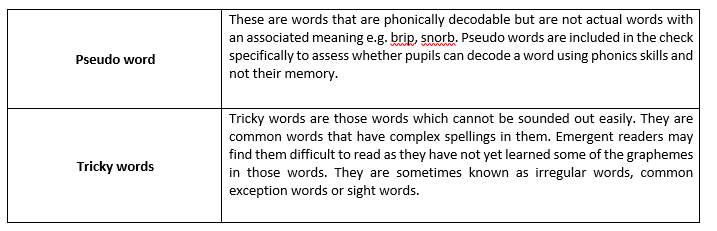 Pseudo word
These are words that are phonically decodable but are not actual words with
an associated meaning e.g. brip, snorb. Pseudo words are included in the check
specifically to assess whether pupils can decode a word using phonics skills and
not their memory.
Tricky words
Tricky words are those words which cannot be sounded out easily. They are
common words that have complex spellings in them. Emergent readers may
find them difficult to read as they have not yet learned some of the graphemes
in those words. They are sometimes known as irregular words, common
exception words or sight words.